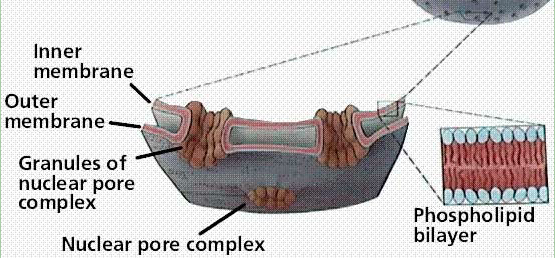 Inner
membrane
Outer
membrane
Granules of
nuclear pore
complex
Nuclear pore complex
Phospholipid
bilayer